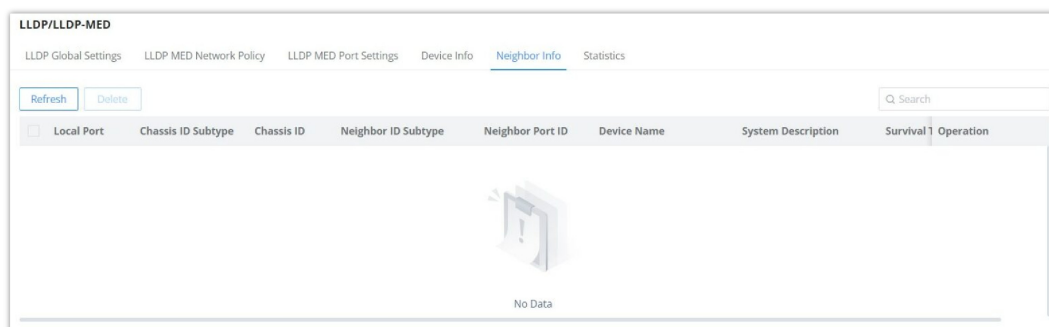 LLDP/LLDP-MED
LLDP Global Settings LLDP MED Network Policy LLDP MED Port Settings Device Info Neighbor Info Statistics
Refresh Delete Search
Local Port Chassis ID Subtype Chassis ID Neighbor ID Subtype Neighbor Port ID Device Name System Description Survival T Operation
No Data